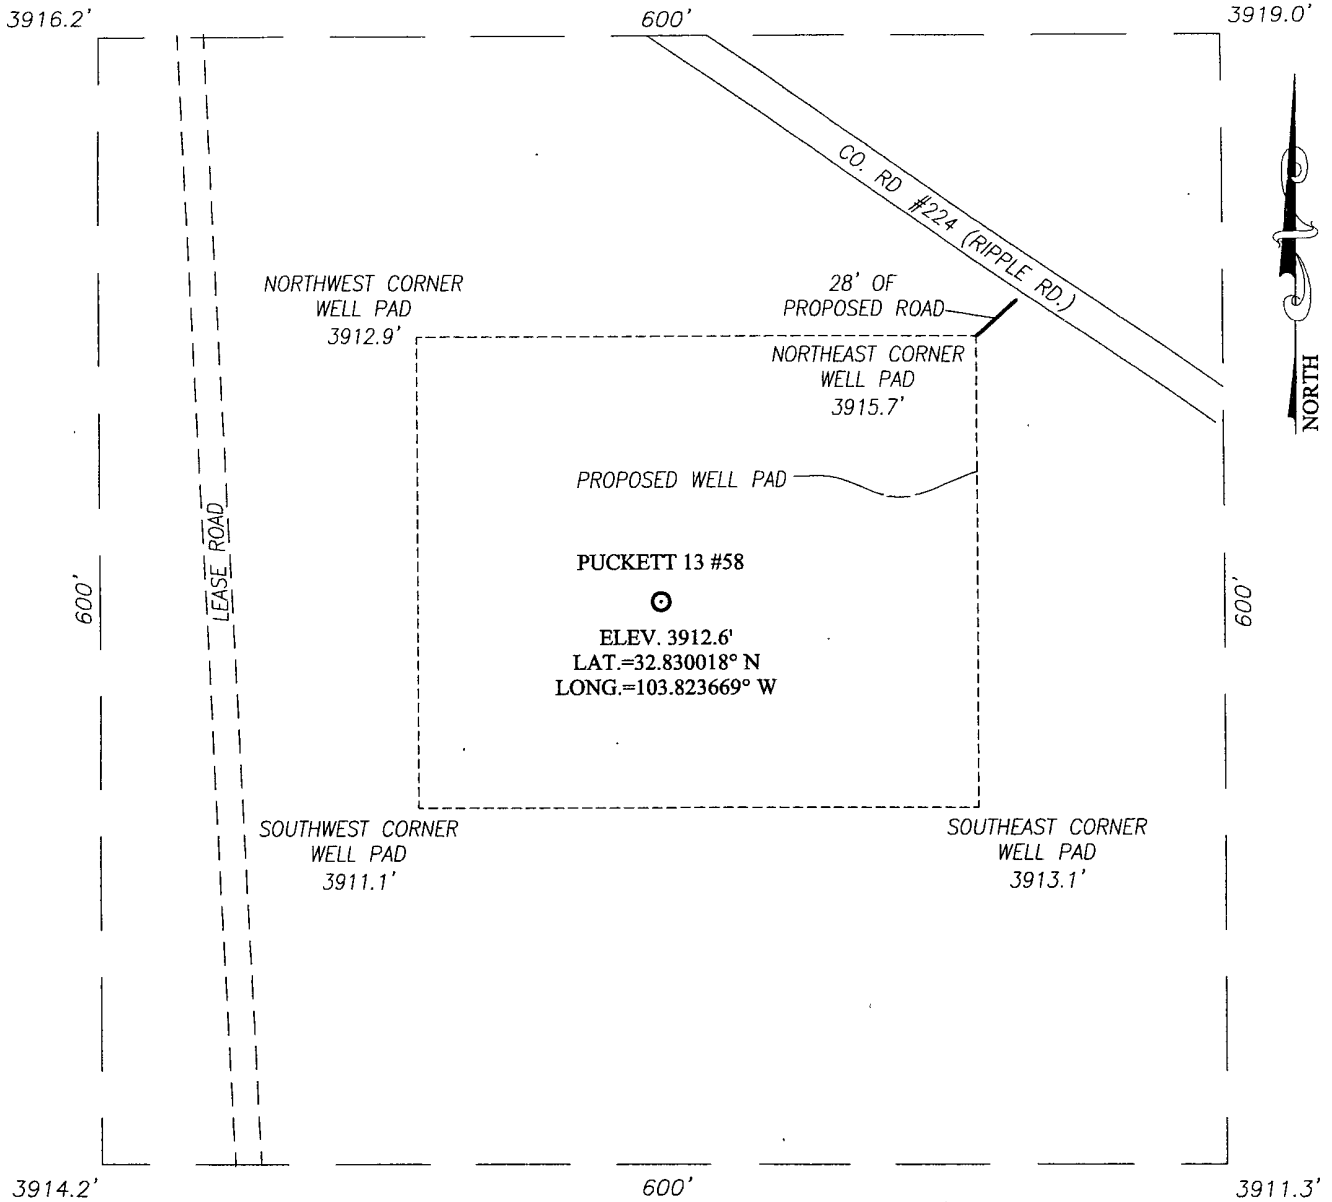 3916.2'
600'
3919.0'
CO. RD #224 (RIPPLE RD.)
NORTH
NORTHWEST CORNER
WELL PAD
3912.9'
28' OF
PROPOSED ROAD
NORTHEAST CORNER
WELL PAD
3915.7'
PROPOSED WELL PAD
LEASE ROAD
PUCKETT 13 #58
600'
600'
ELEV. 3912.6'
LAT.=32.830018° N
LONG.=103.823669° W
SOUTHWEST CORNER
WELL PAD
3911.1'
SOUTHEAST CORNER
WELL PAD
3913.1'
3914.2'
600'
3911.3'